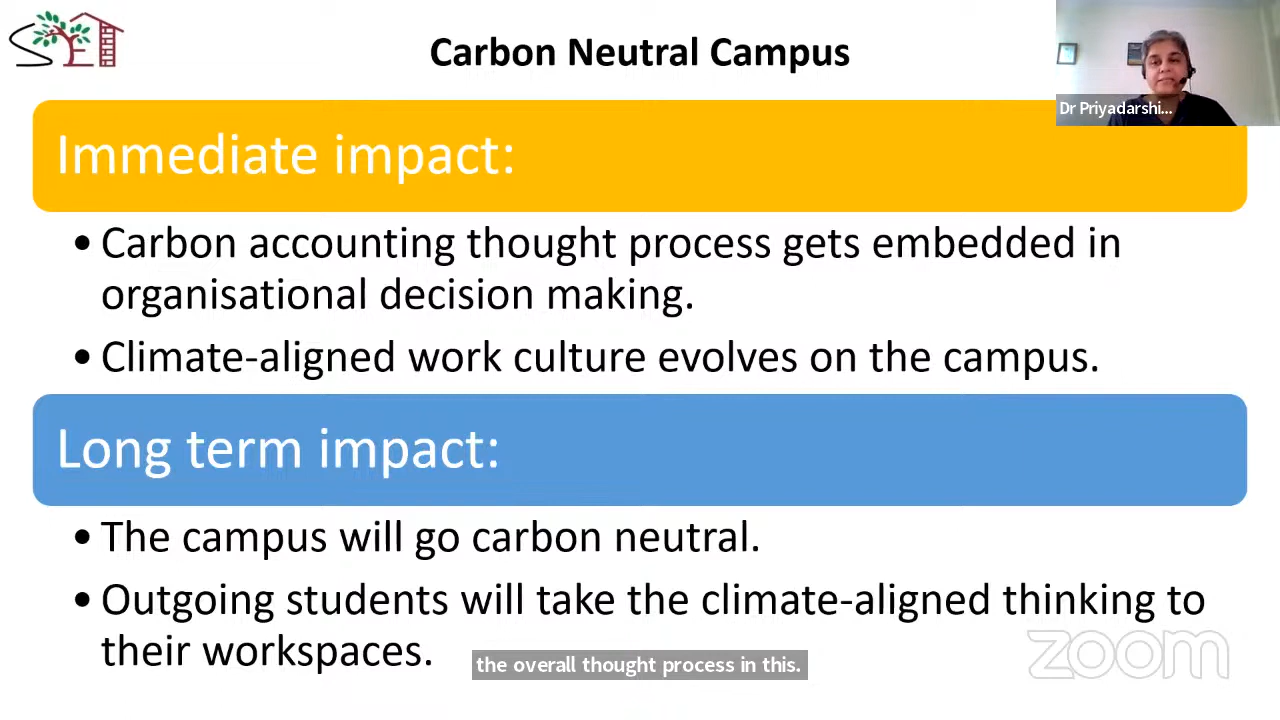 Carbon Neutral Campus
Dr Priyadarshi...
Immediate impact:
• Carbon accounting thought process gets embedded in
organisational decision making.
• Climate-aligned work culture evolves on the campus.
Long term impact:
• The campus will go carbon neutral.
• Outgoing students will take the climate-aligned thinking to
their workspaces.
the overall thought process in this.
zoom